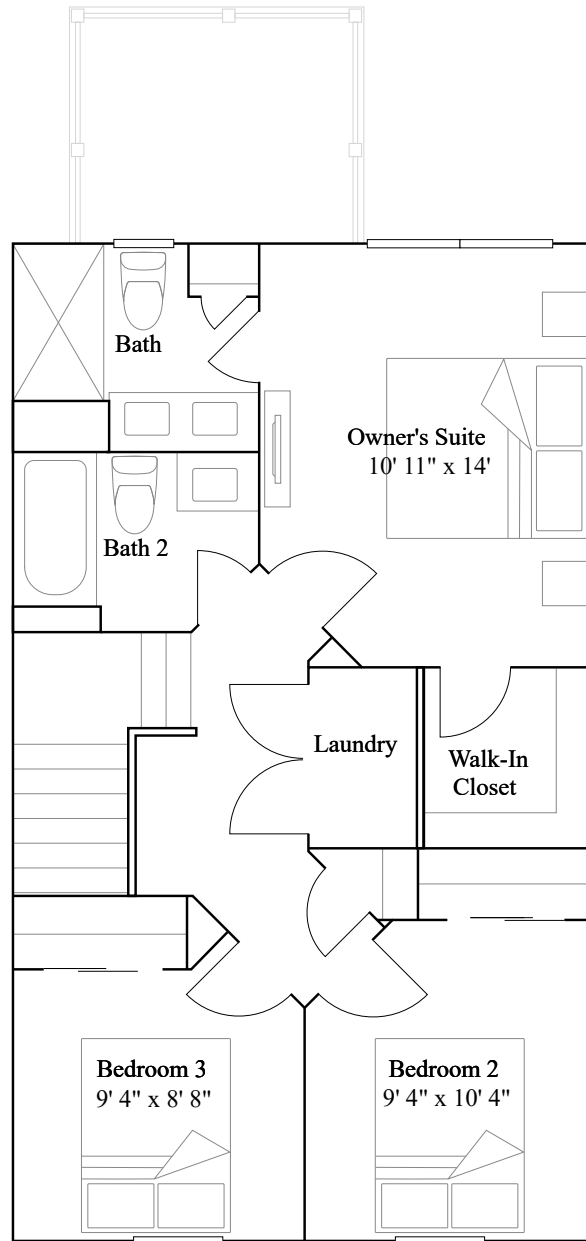 Bath
Owner's Suite
10' 11" x 14'
Bath 2
Laundry
Walk-In
Closet
Bedroom 3
9' 4" x 8' 8"
Bedroom 2
9' 4" x 10' 4"